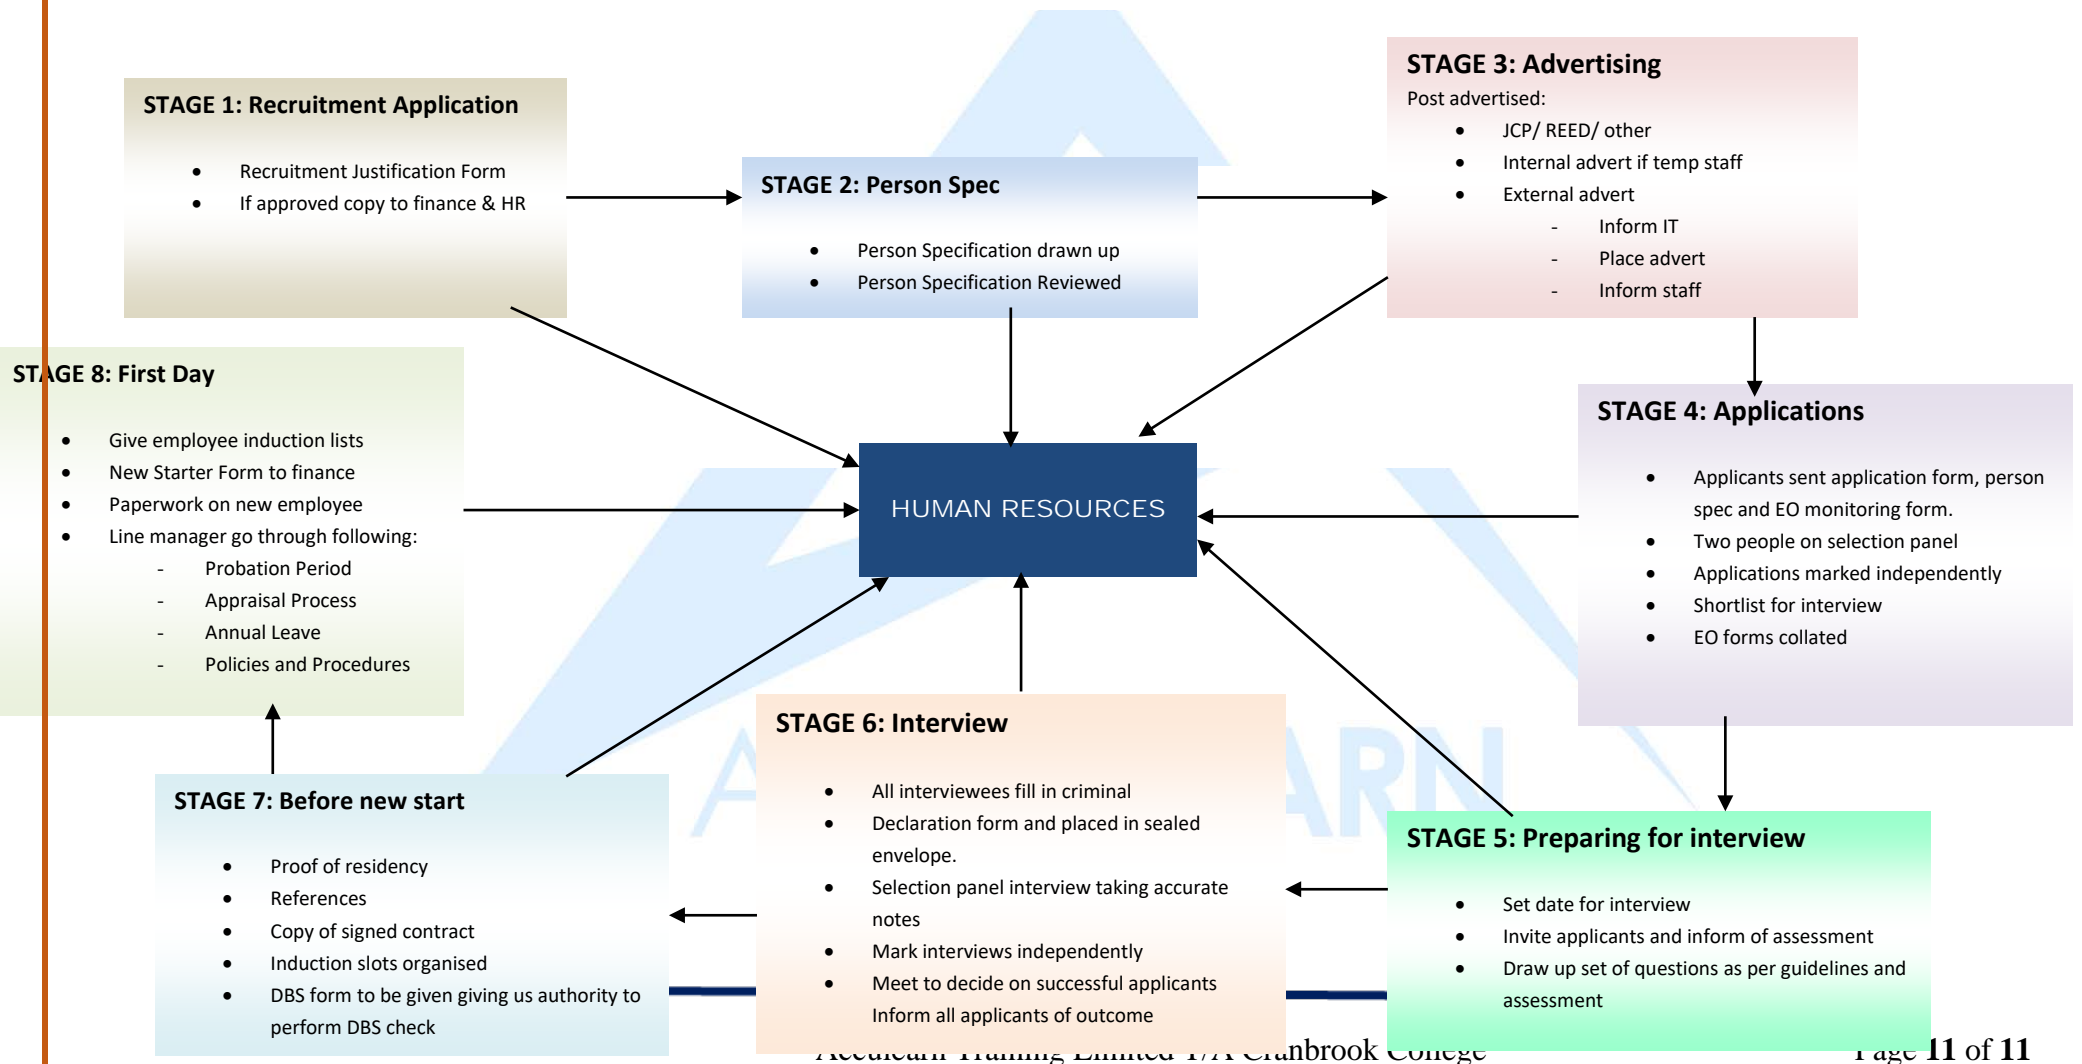 STAGE 1: Recruitment Application
• Recruitment Justification Form
• If approved copy to finance & HR
STAGE 2: Person Spec
• Person Specification drawn up
• Person Specification Reviewed
STAGE 3: Advertising
Post advertised:
• JCP/ REED/ other
• Internal advert if temp staff
• External advert
- Inform IT
- Place advert
- Inform staff
STAGE 4: Applications
• Applicants sent application form, person
spec and EO monitoring form.
• Two people on selection panel
• Applications marked independently
• Shortlist for interview
• EO forms collated
STAGE 5: Preparing for interview
• Set date for interview
• Invite applicants and inform of assessment
• Draw up set of questions as per guidelines and
assessment
STAGE 6: Interview
• All interviewees fill in criminal
• Declaration form and placed in sealed
envelope.
• Selection panel interview taking accurate
notes
• Mark interviews independently
• Meet to decide on successful applicants
Inform all applicants of outcome
STAGE 7: Before new start
• Proof of residency
• References
• Copy of signed contract
• Induction slots organised
• DBS form to be given giving us authority to
perform DBS check
STAGE 8: First Day
• Give employee induction lists
• New Starter Form to finance
• Paperwork on new employee
• Line manager go through following:
- Probation Period
- Appraisal Process
- Annual Leave
- Policies and Procedures
HUMAN RESOURCES
Acculearn Training Limited T/A Cranbrook College
Page 11 of 11